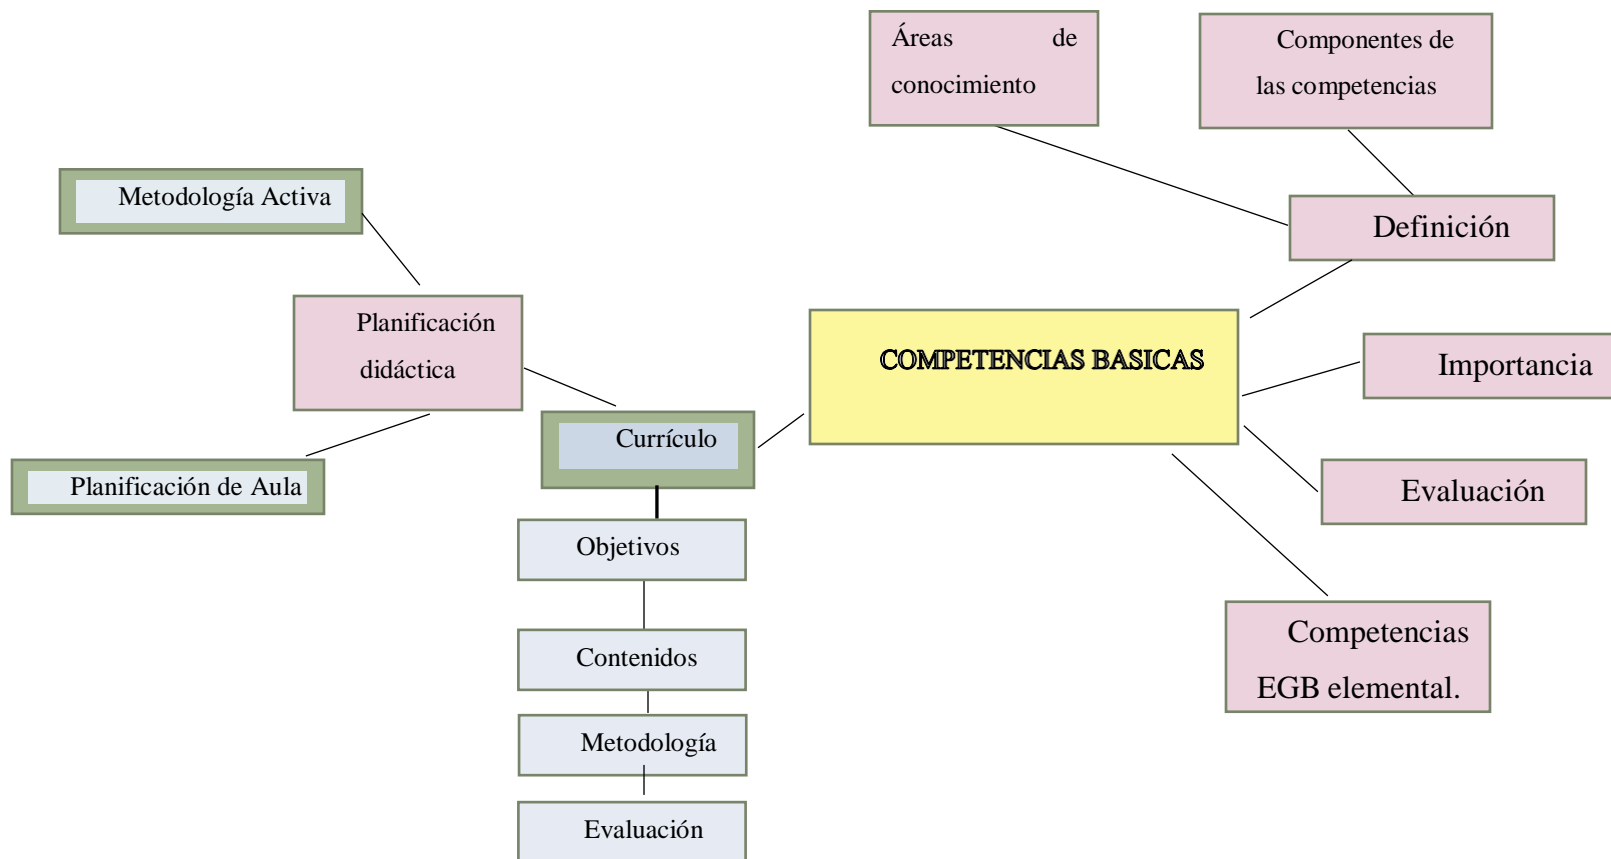 Áreas de
conocimiento
Componentes de
las competencias
Metodología Activa
Definición
Planificación
didáctica
COMPETENCIAS BASICAS
Importancia
Currículo
Planificación de Aula
Evaluación
Objetivos
Competencias
EGB elemental.
Contenidos
Metodología
Evaluación